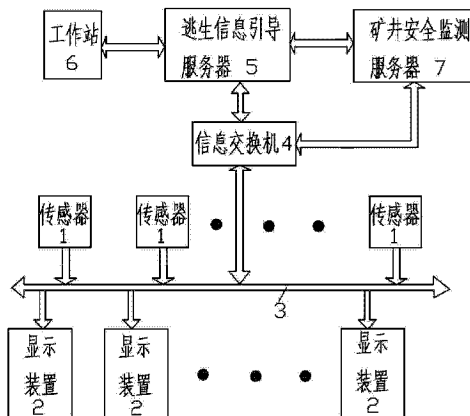 工作站
6
逃生信息引导
服务器 5
矿井安全监测
服务器 7
信息交换机4
传感器
1
传感器
1
传感器
1
3
显示
装置
2
显示
装置
2
显示
装置
2